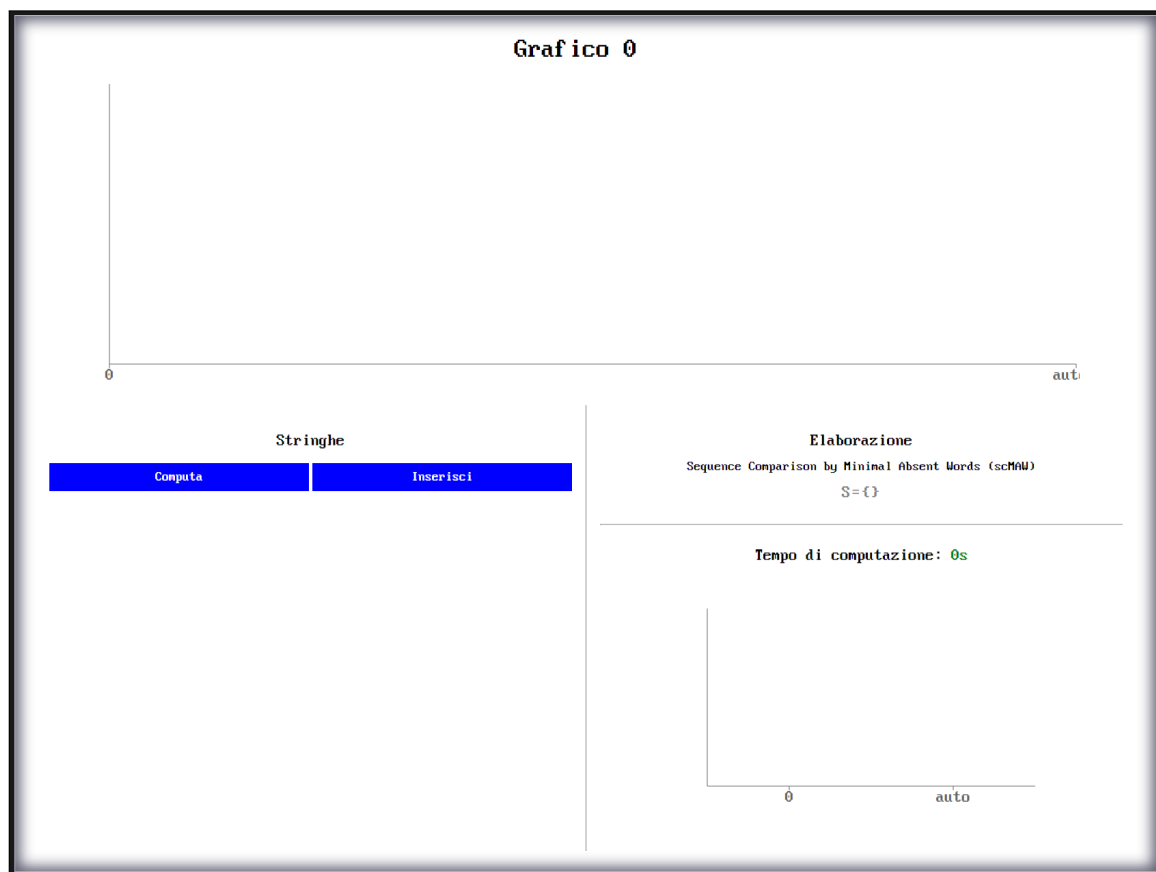 Grafico 0
0 auto
Stringhe
Computa Inserisci
Elaborazione
Sequence Comparison by Minimal Absent Words (scMAW)
S={}
Tempo di computazione: 0s
0 auto